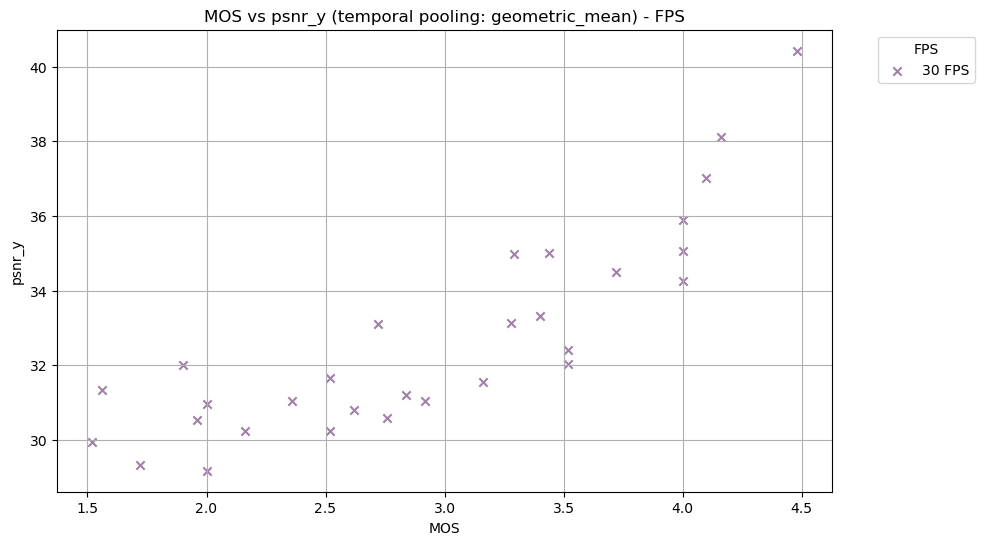 MOS vs psnr_y (temporal pooling: geometric_mean) - FPS
FPS
30 FPS
psnr_y
40
38
36
34
32
30
1.5 2.0 2.5 3.0 3.5 4.0 4.5
MOS